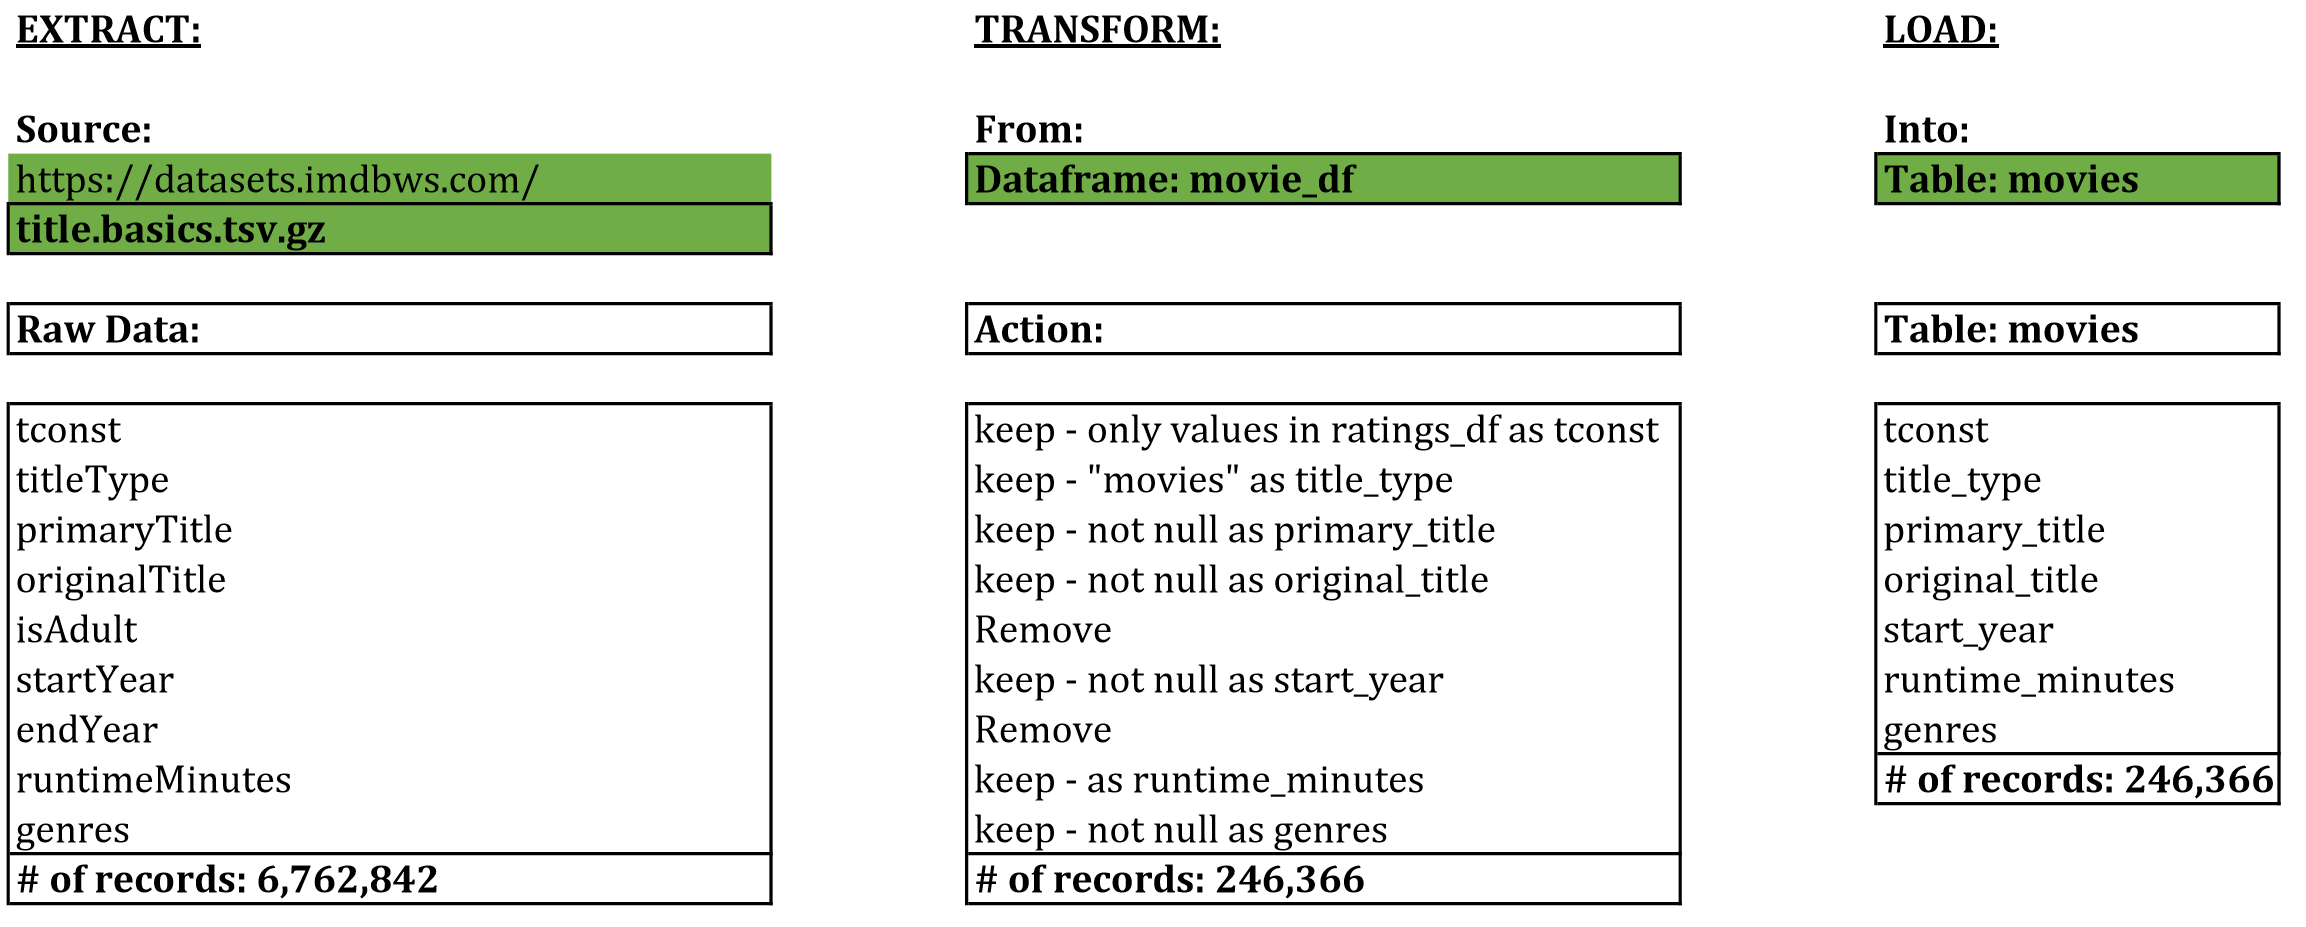 EXTRACT:
Source:
https://datasets.imdbws.com/
title.basics.tsv.gz
Raw Data:
tconst
titleType
primaryTitle
originalTitle
isAdult
startYear
endYear
runtimeMinutes
genres
# of records: 6,762,842
TRANSFORM:
From:
Dataframe: movie_df
Action:
keep - only values in ratings_df as tconst
keep - "movies" as title_type
keep - not null as primary_title
keep - not null as original_title
Remove
keep - not null as start_year
Remove
keep - as runtime_minutes
keep - not null as genres
# of records: 246,366
LOAD:
Into:
Table: movies
Table: movies
tconst
title_type
primary_title
original_title
start_year
runtime_minutes
genres
# of records: 246,366